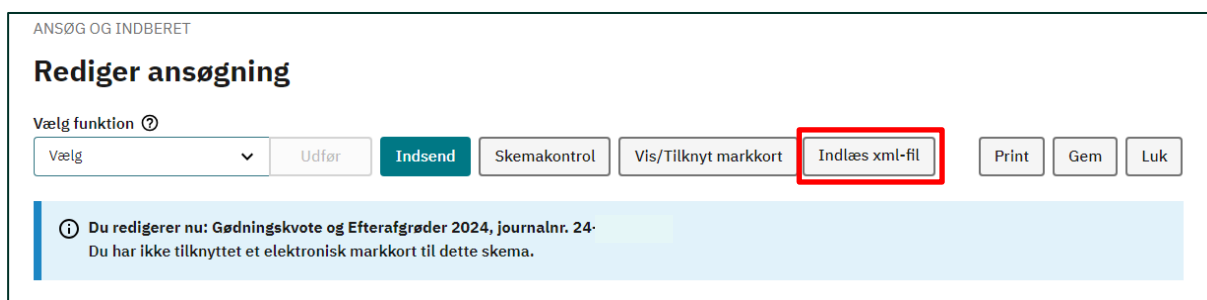 ANSØG OG INDBERET
Rediger ansøgning
Vælg funktion
Vælg Udfør Indsend Skemakontrol Vis/Tilknyt markkort Indlæs xml-fil Print Gem Luk
Du redigerer nu: Gødningskvote og Efterafgrøder 2024, journalnr. 24-
Du har ikke tilknyttet et elektronisk markkort til dette skema.